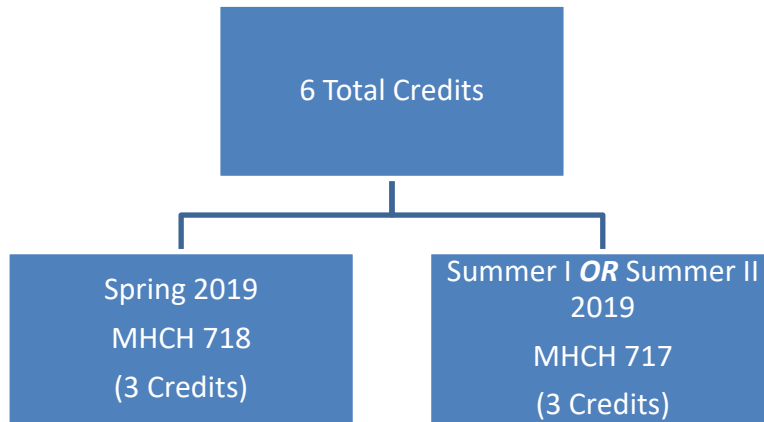 6 Total Credits
Spring 2019
MHCH 718
(3 Credits)
Summer I OR Summer II
2019
MHCH 717
(3 Credits)